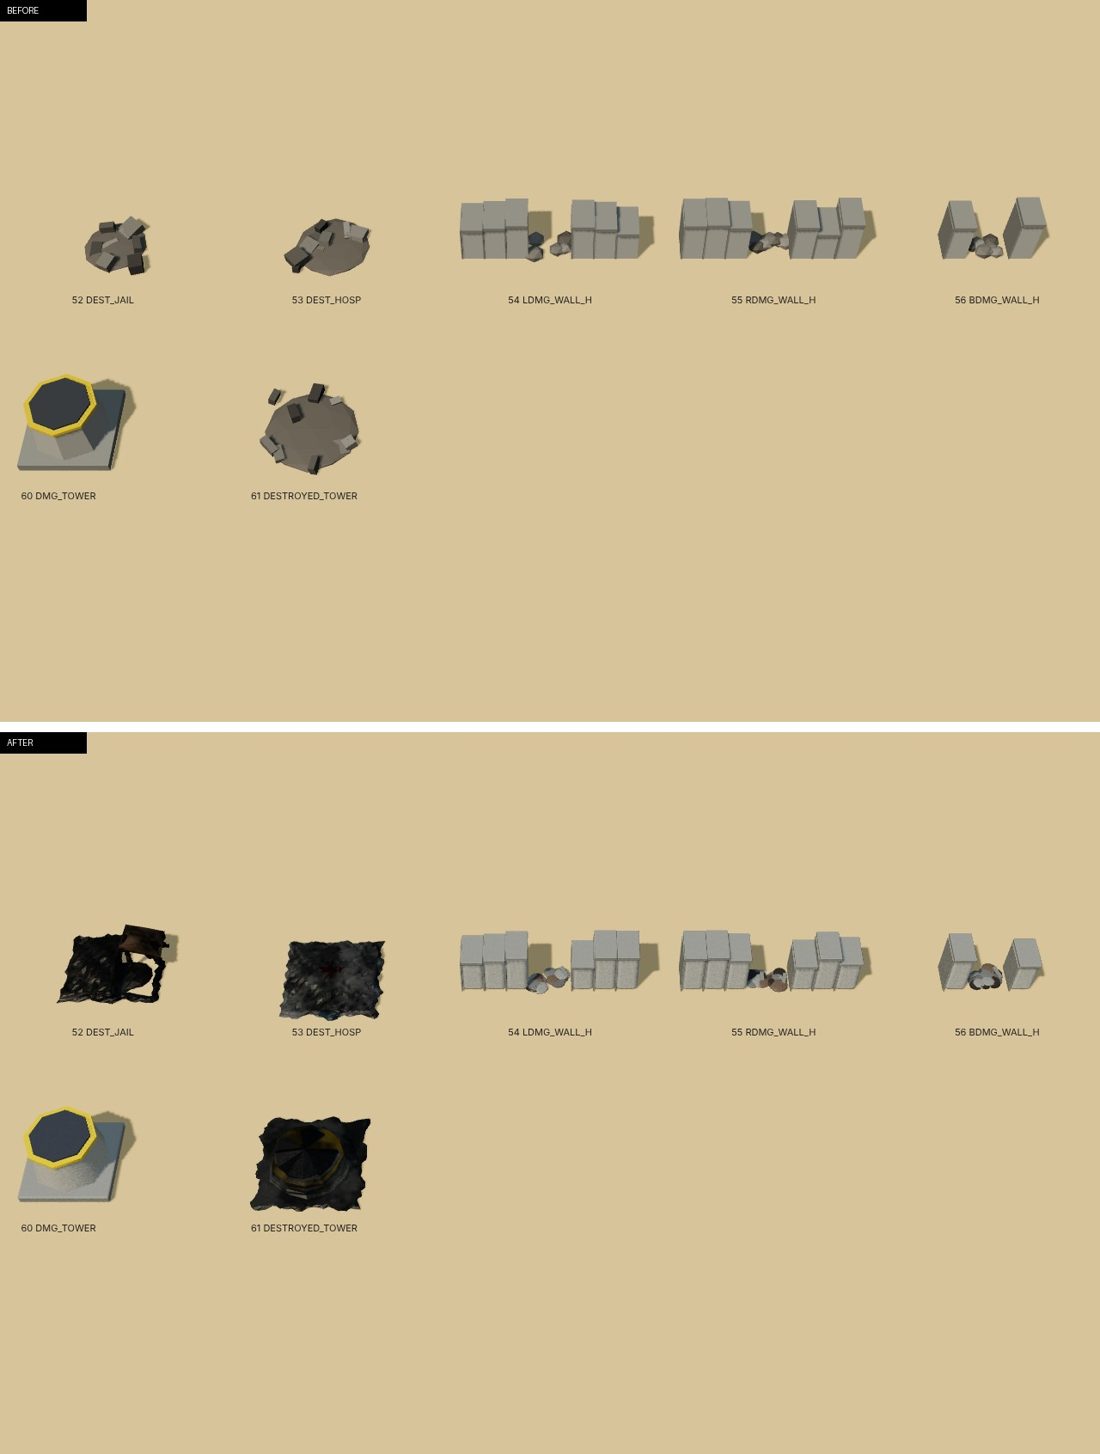 BEFORE
52 DEST_JAIL
53 DEST_HOSP
54 LDMG_WALL_H
55 RDMG_WALL_H
56 BDMG_WALL_H
60 DMG_TOWER
61 DESTROYED_TOWER
AFTER
52 DEST_JAIL
53 DEST_HOSP
54 LDMG_WALL_H
55 RDMG_WALL_H
56 BDMG_WALL_H
60 DMG_TOWER
61 DESTROYED_TOWER